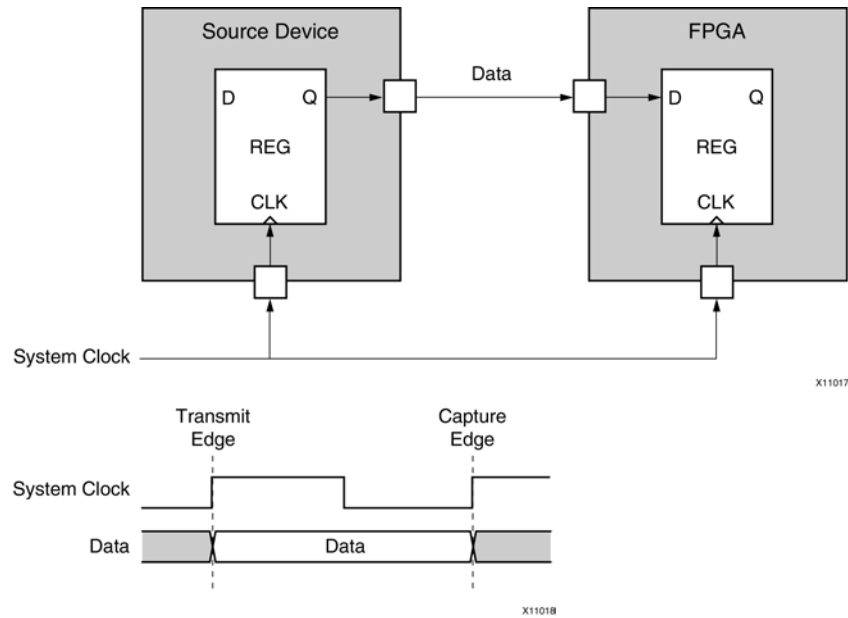 Source Device
FPGA
Data
D Q
D Q
REG
REG
CLK
CLK
System Clock
X11017
Transmit
Edge
Capture
Edge
System Clock
Data
Data
X11018